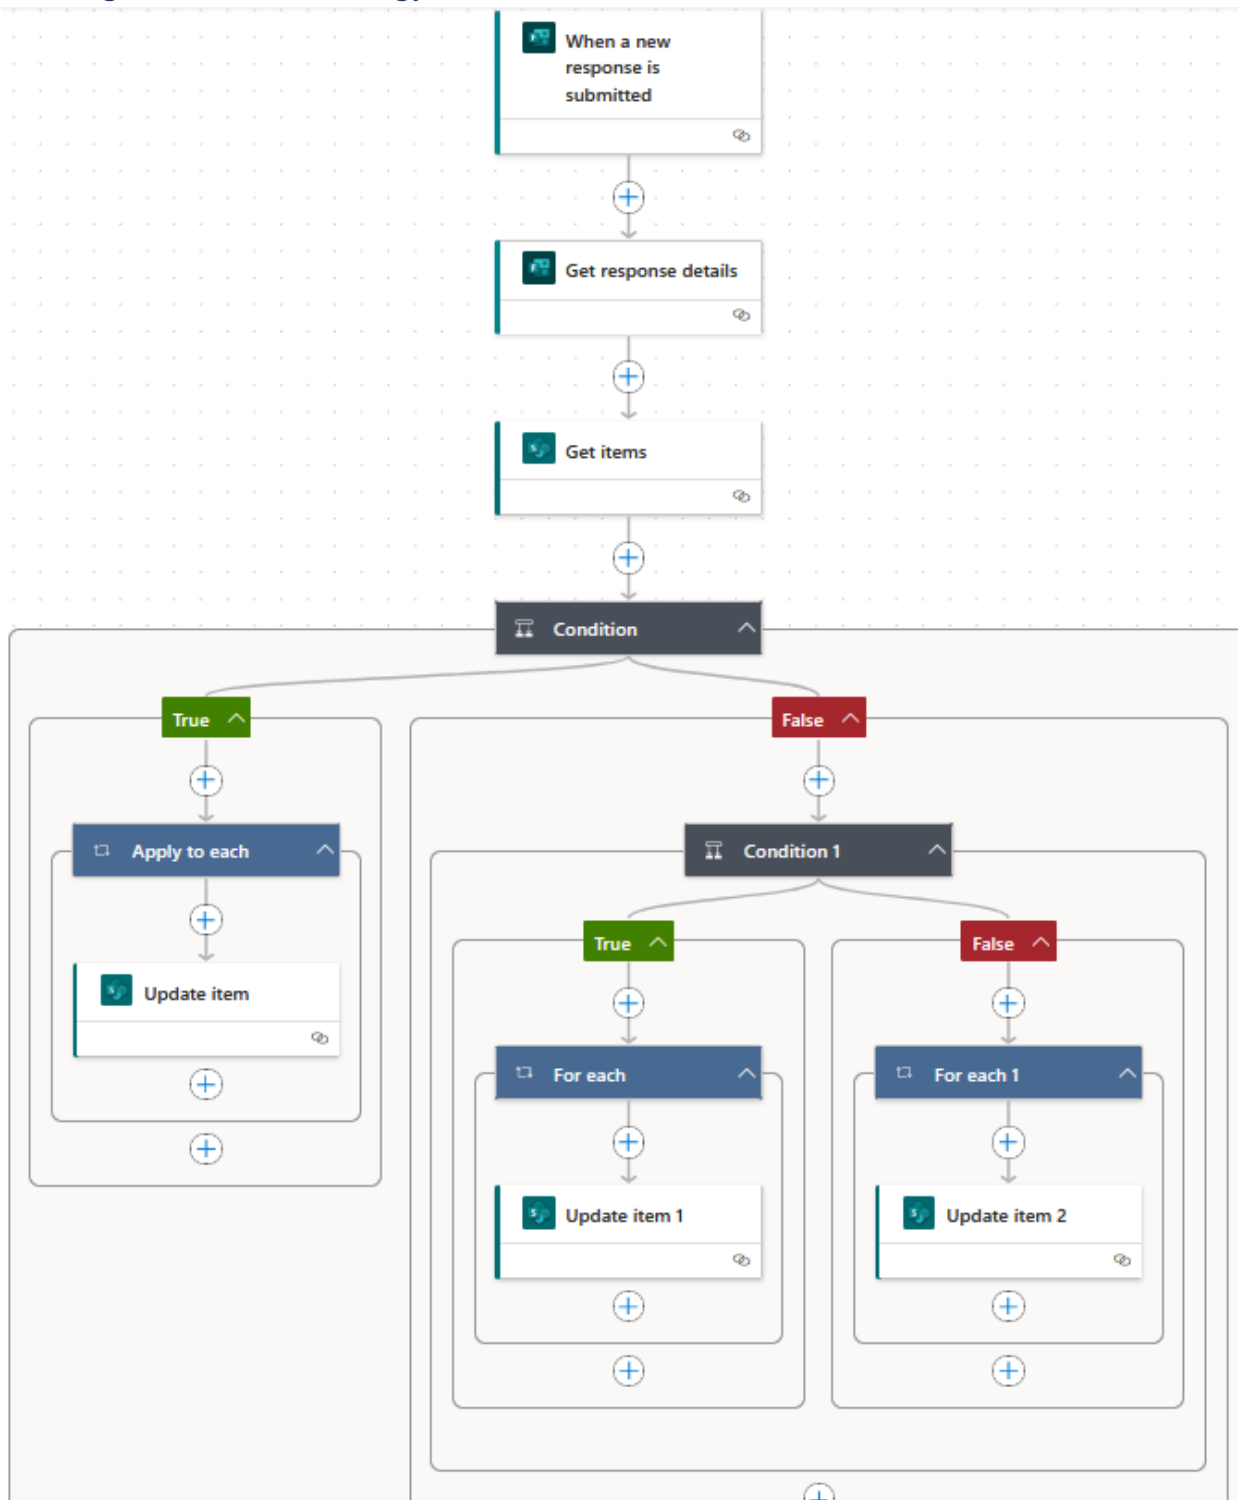 When a new
response is
submitted
Get response details
Get items
Condition
True
False
Apply to each
Condition 1
True
False
Update item
For each
For each 1
Update item 1
Update item 2